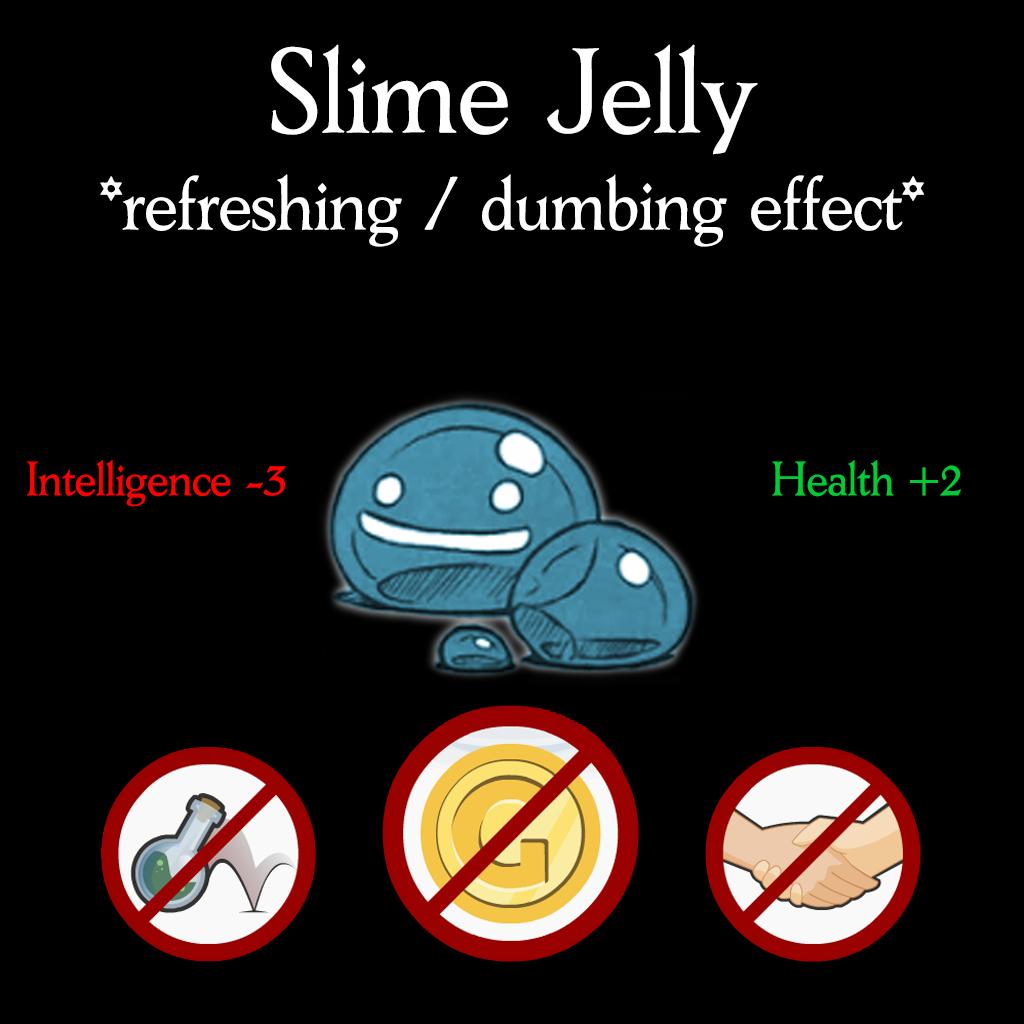 Slime Jelly
*refreshing / dumbing effect*
Intelligence -3
Health +2
G